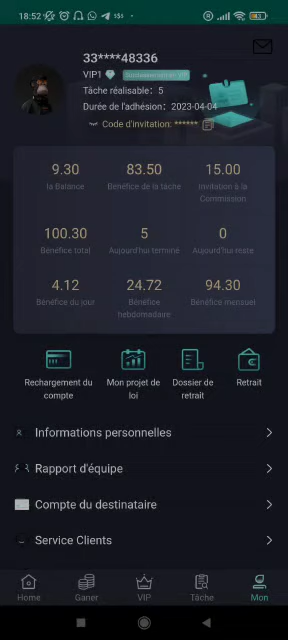 18:52
33****48336
VIP1
Tâche réalisable: 5
Durée de l'adhésion: 2023-04-04
Code d'invitation: ******
9.30 83.50 15.00
la Balance Bénéfice de la tâche Invitation à la Commission
100.30 5 0
Bénéfice total Aujourd'hui terminé Aujourd'hui reste
4.12 24.72 94.30
Bénéfice du jour Bénéfice hebdomadaire Bénéfice mensuel
Rechargement du compte Mon projet de loi Dossier de retrait Retrait
Informations personnelles
Rapport d'équipe
Compte du destinataire
Service Clients
Home Ganer VIP Tâche Mon